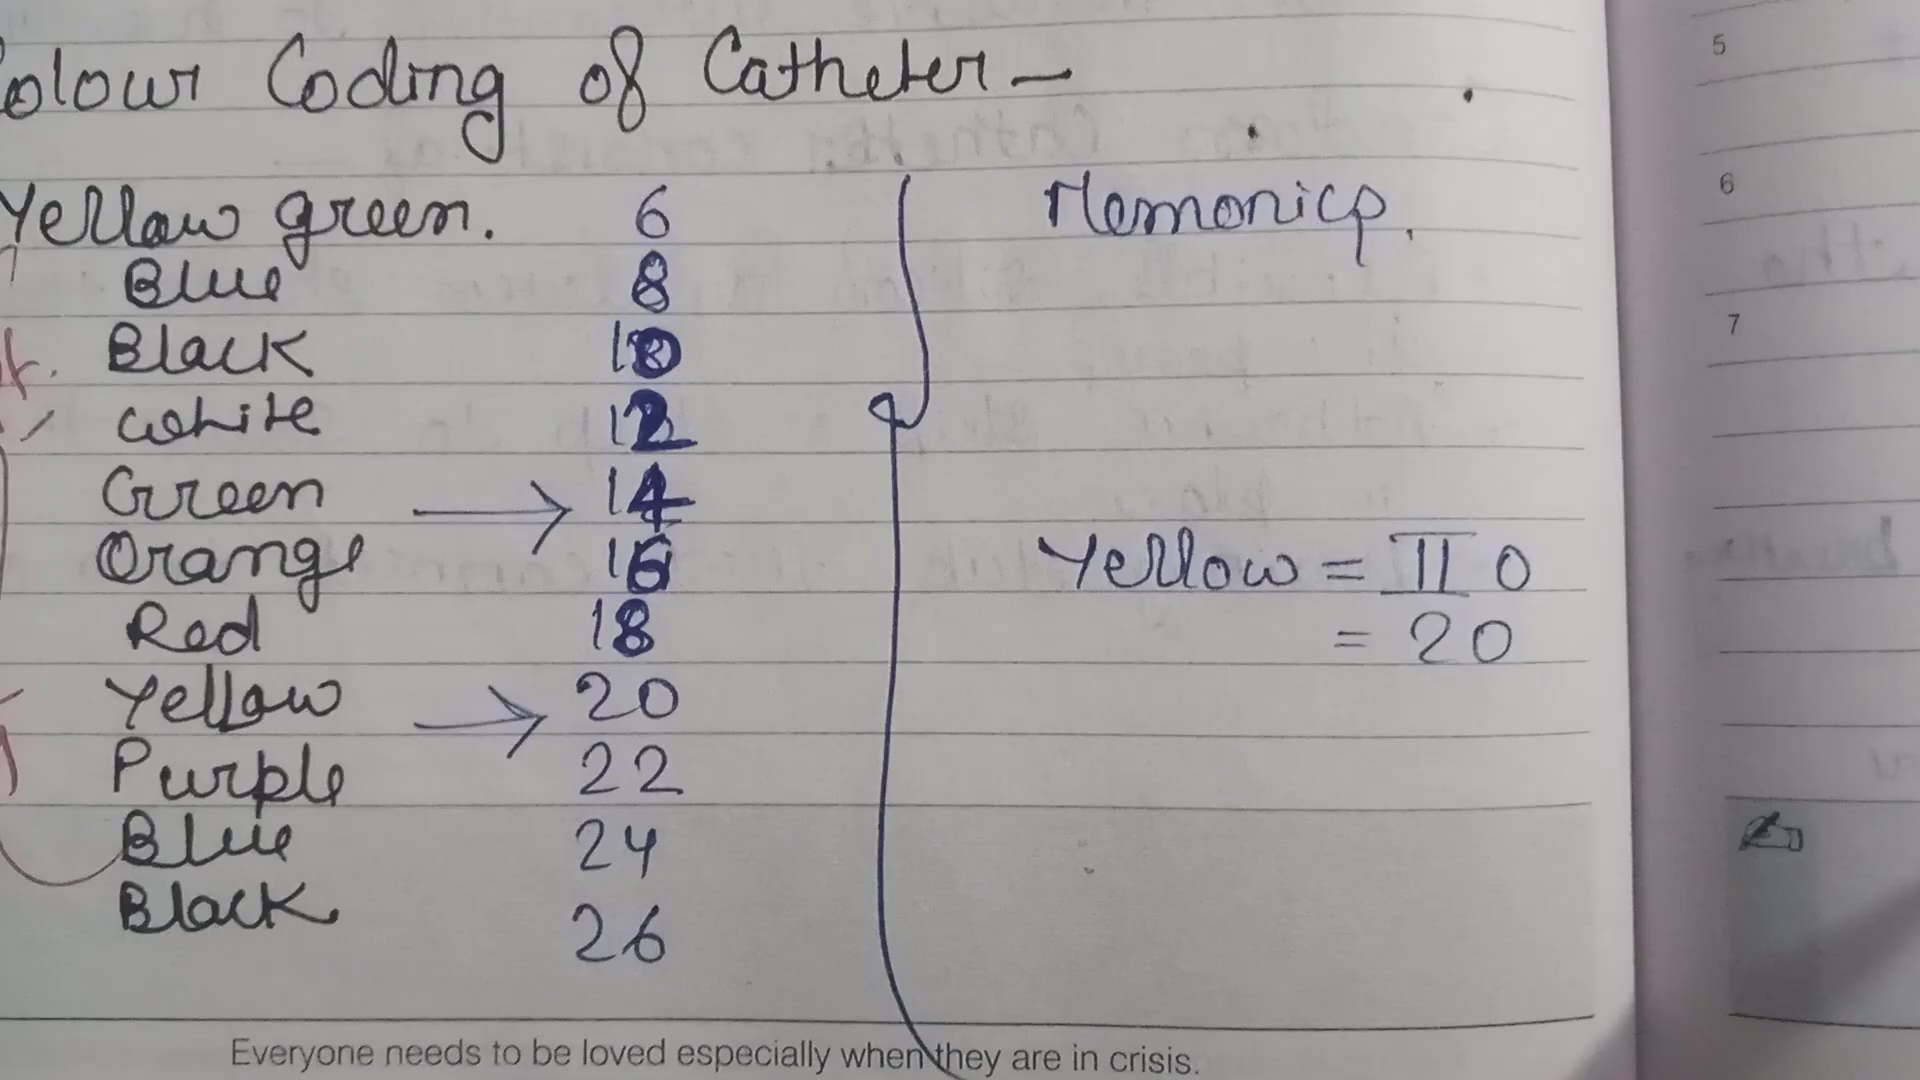 olour Coding of Catheter —
Yellow green. 6
Blue 8
Black 10
White 12
Green → 14
Orange 16
Red 18
Yellow → 20
Purple 22
Blue 24
Black 26
Memonics.
Yellow = II 0
= 20
Everyone needs to be loved especially when they are in crisis.
5
6
7